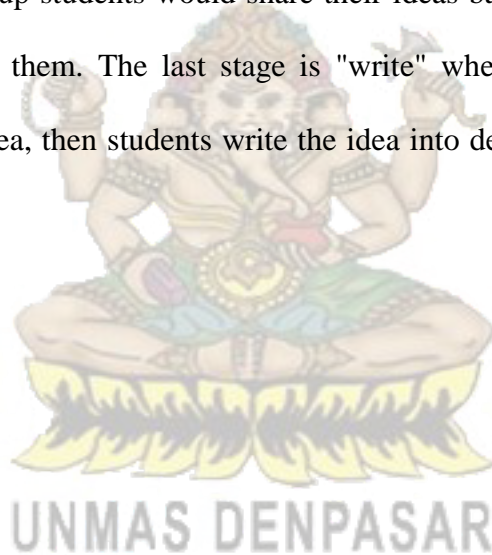 up students would share their ideas bu
them. The last stage is "write" whe
ea, then students write the idea into de
UNMAS DENPASAR